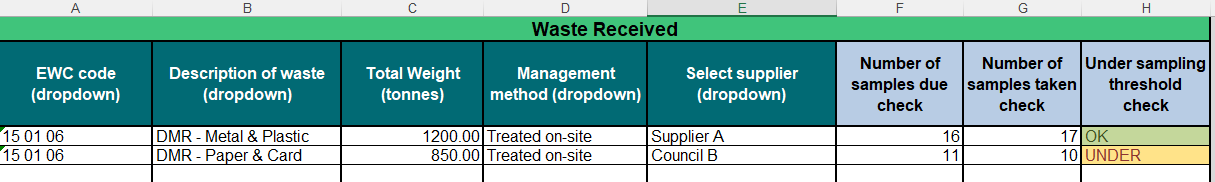 A B C D E F G H
Waste Received
EWC code (dropdown) Description of waste (dropdown) Total Weight (tonnes) Management method (dropdown) Select supplier (dropdown) Number of samples due check Number of samples taken check Under sampling threshold check
15 01 06 DMR - Metal & Plastic 1200.00 Treated on-site Supplier A 16 17 OK
15 01 06 DMR - Paper & Card 850.00 Treated on-site Council B 11 10 UNDER